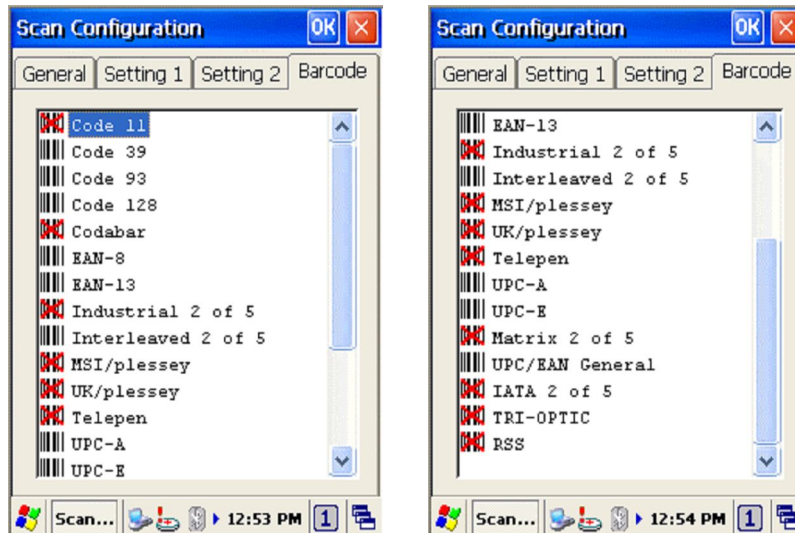 Scan Configuration OK
General Setting 1 Setting 2 Barcode
Code 11
Code 39
Code 93
Code 128
Codabar
EAN-8
EAN-13
Industrial 2 of 5
Interleaved 2 of 5
MSI/plessey
UK/plessey
Telepen
UPC-A
UPC-E
Scan... 12:53 PM 1
Scan Configuration OK
General Setting 1 Setting 2 Barcode
EAN-13
Industrial 2 of 5
Interleaved 2 of 5
MSI/plessey
UK/plessey
Telepen
UPC-A
UPC-E
Matrix 2 of 5
UPC/EAN General
IATA 2 of 5
TRI-OPTIC
RSS
Scan... 12:54 PM 1